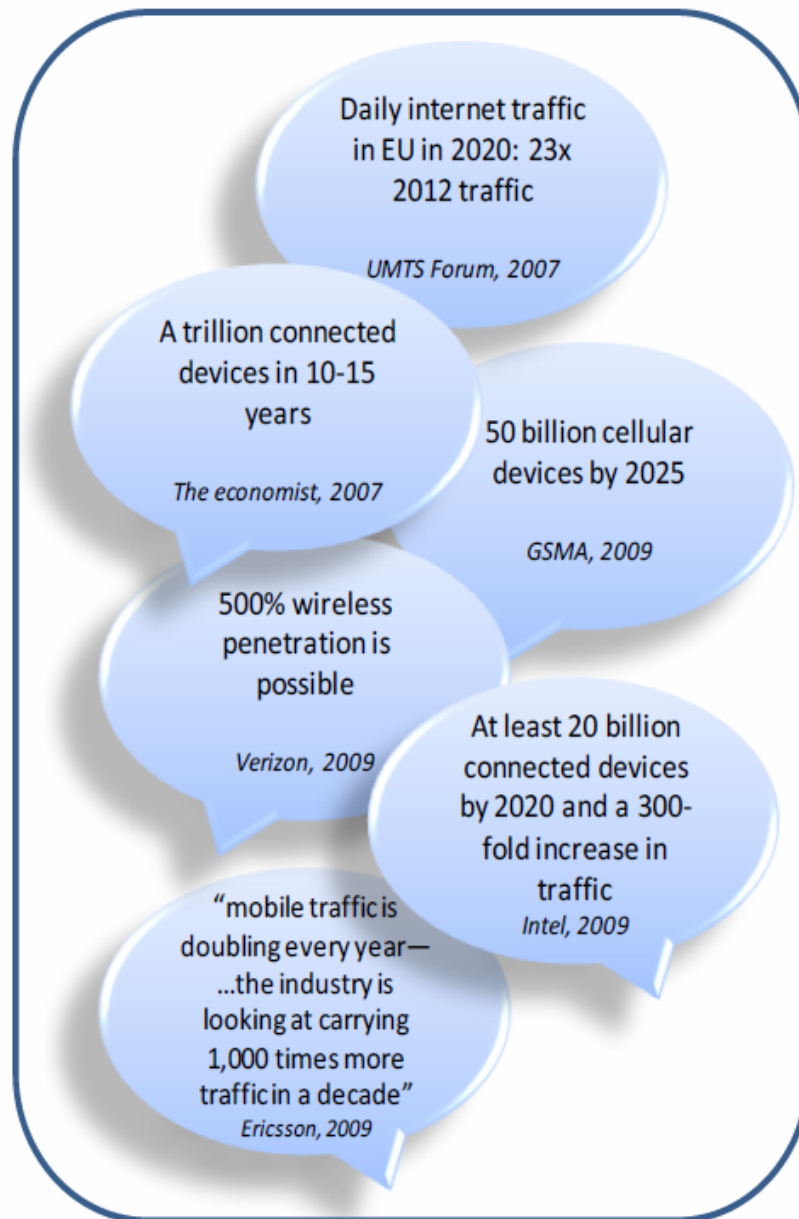 Daily internet traffic
in EU in 2020: 23x
2012 traffic
UMTS Forum, 2007
A trillion connected
devices in 10-15
years
The economist, 2007
50 billion cellular
devices by 2025
GSMA, 2009
500% wireless
penetration is
possible
Verizon, 2009
At least 20 billion
connected devices
by 2020 and a 300-
fold increase in
traffic
Intel, 2009
“mobile traffic is
doubling every year—
...the industry is
looking at carrying
1,000 times more
traffic in a decade”
Ericsson, 2009